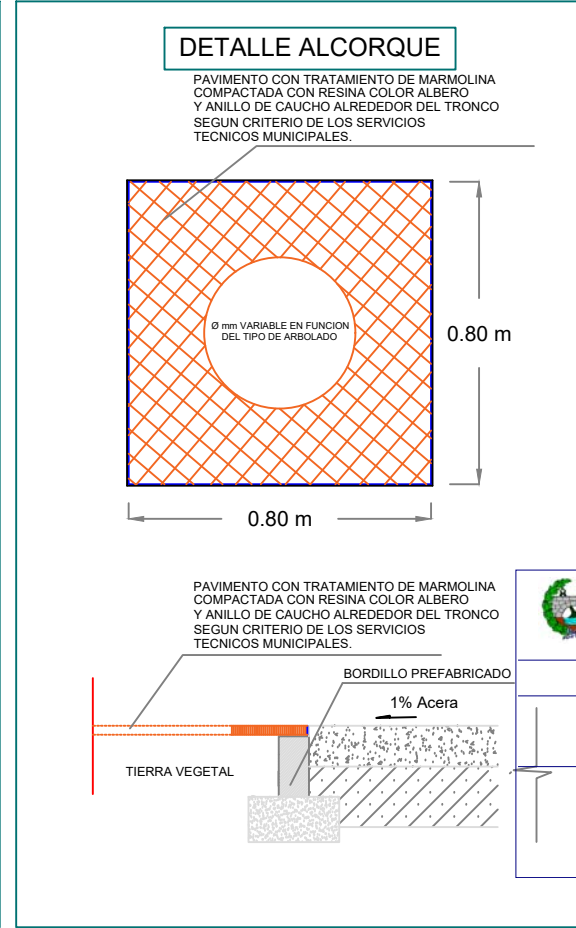 DETALLE ALCORQUE
PAVIMENTO CON TRATAMIENTO DE MARMOLINA
COMPACTADA CON RESINA COLOR ALBERO
Y ANILLO DE CAUCHO ALREDEDOR DEL TRONCO
SEGUN CRITERIO DE LOS SERVICIOS
TECNICOS MUNICIPALES.
Ø mm VARIABLE EN FUNCION
DEL TIPO DE ARBOLADO
0.80 m
0.80 m
PAVIMENTO CON TRATAMIENTO DE MARMOLINA
COMPACTADA CON RESINA COLOR ALBERO
Y ANILLO DE CAUCHO ALREDEDOR DEL TRONCO
SEGUN CRITERIO DE LOS SERVICIOS
TECNICOS MUNICIPALES.
BORDILLO PREFABRICADO
1% Acera
TIERRA VEGETAL